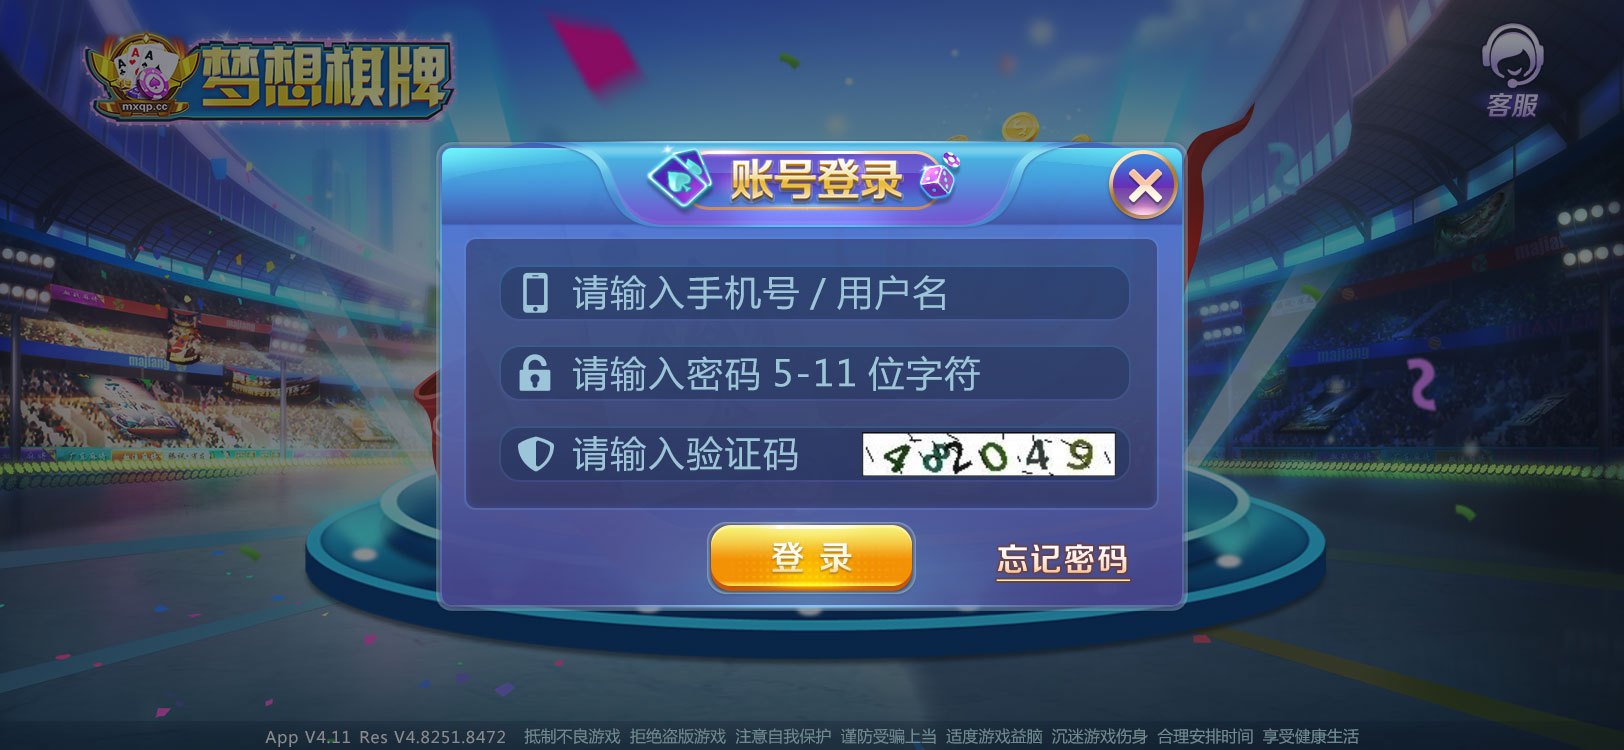 梦想棋牌
mxqp.cc
客服
账号登录
请输入手机号 / 用户名
请输入密码 5-11 位字符
请输入验证码
482049
登 录
忘记密码
majiang
majiang
majiang
App V4.11 Res V4.8251.8472 抵制不良游戏 拒绝盗版游戏 注意自我保护 谨防受骗上当 适度游戏益脑 沉迷游戏伤身 合理安排时间 享受健康生活